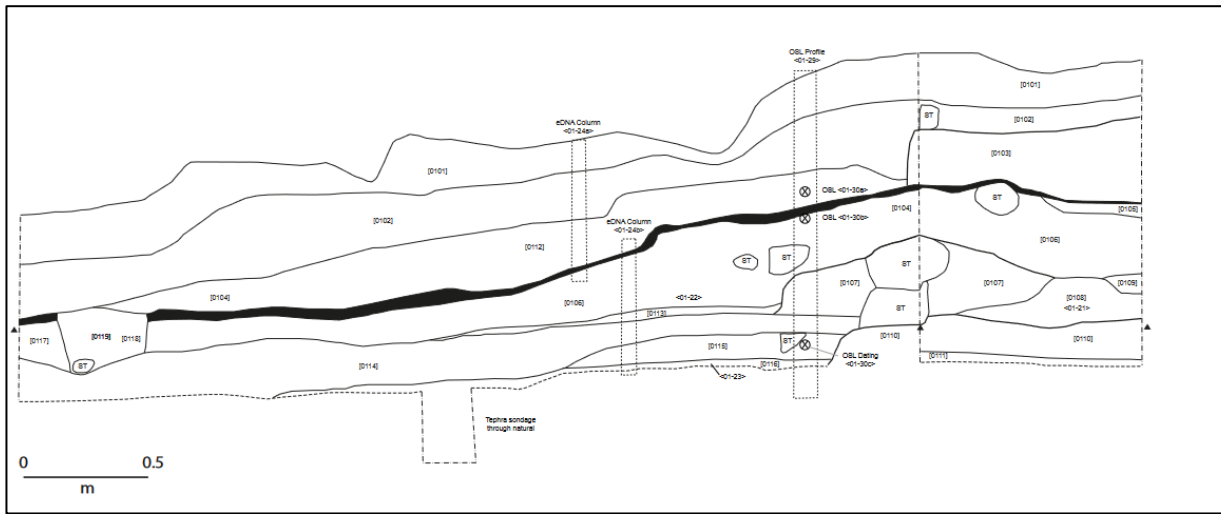 OSL Profile
<01-29>
[0101]
ST
[0102]
eDNA Column
<01-24a>
[0103]
[0101]
OSL <01-30a>
[0102]
eDNA Column
<01-24b>
[0104]
ST
[0105]
OSL <01-30b>
[0112]
[0106]
ST
ST
ST
[0107]
[0107]
[0109]
[0104]
[0106]
<01-22>
[0108]
<01-21>
[0113]
ST
[0117]
[0119]
[0118]
[0110]
[0110]
[0115]
ST
OSL Dating
<01-30c>
[0111]
ST
[0114]
[0116]
<01-23>
Tephra sondage
through natural
0
0.5
m